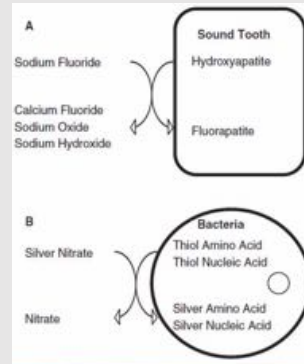 A
Sound Tooth
Sodium Fluoride
Hydroxyapatite
Calcium Fluoride
Sodium Oxide
Sodium Hydroxide
Fluorapatite
B
Bacteria
Silver Nitrate
Thiol Amino Acid
Thiol Nucleic Acid
Nitrate
Silver Amino Acid
Silver Nucleic Acid